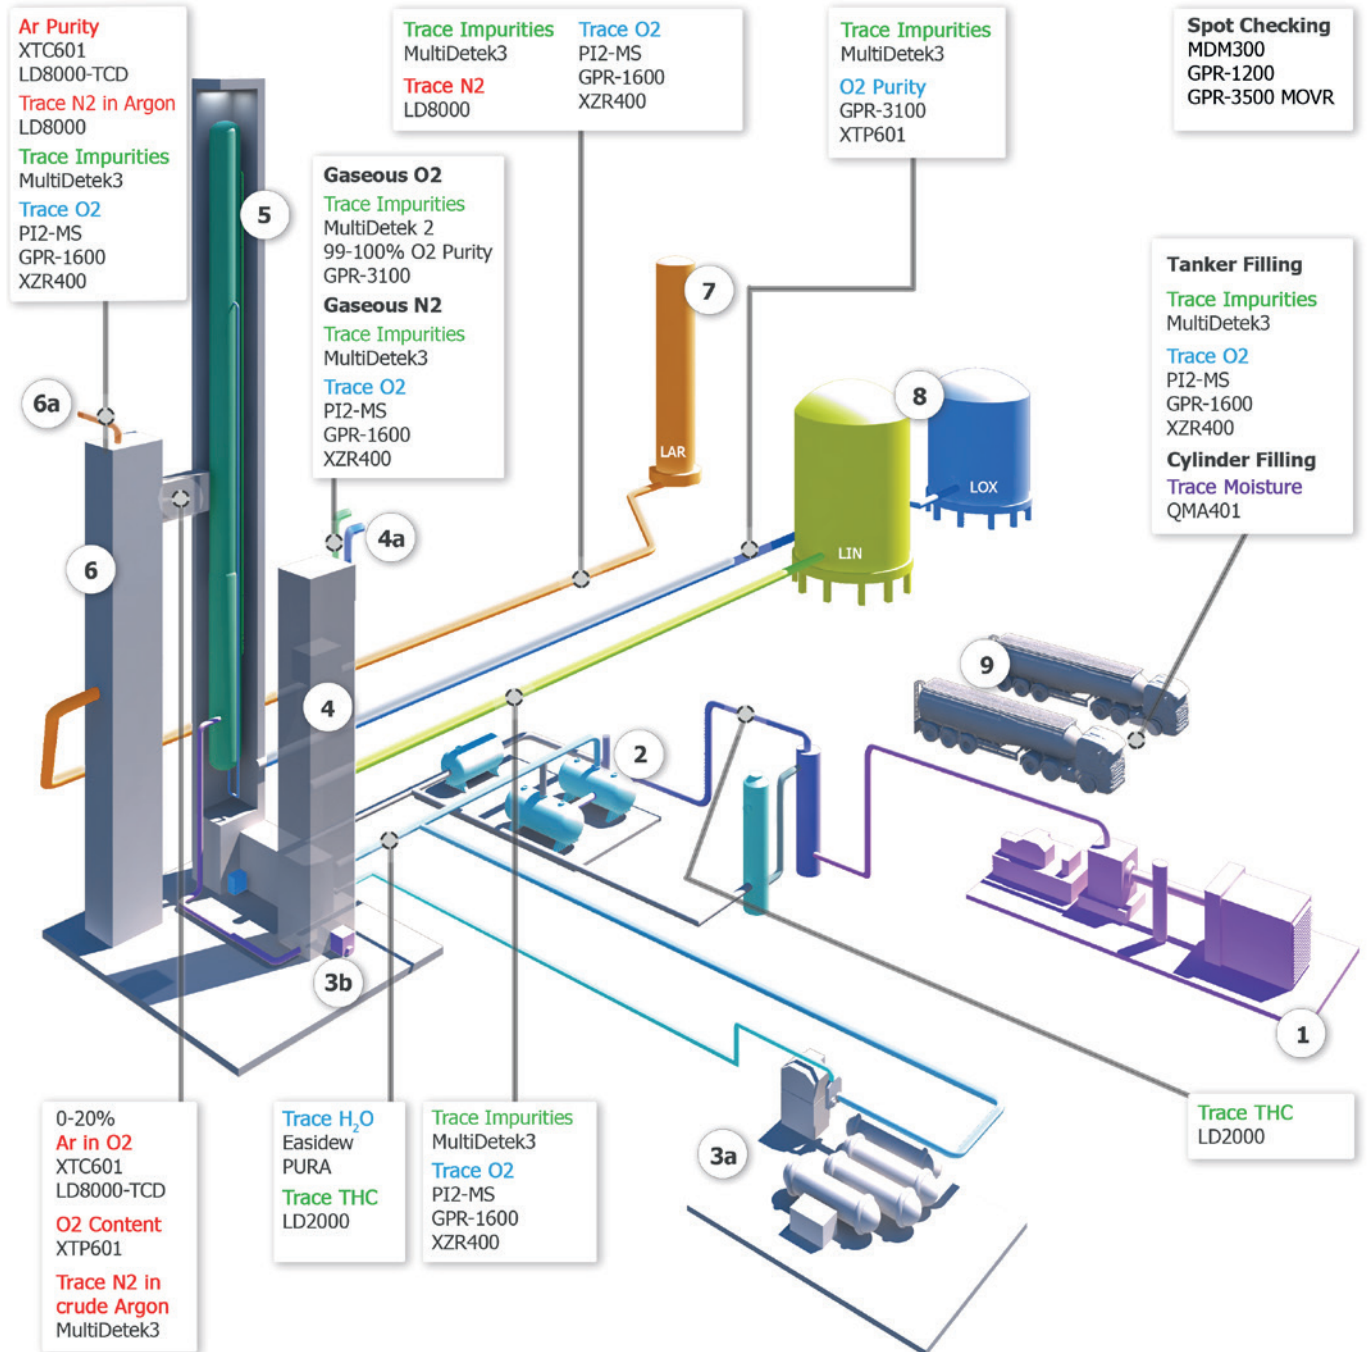 Ar Purity
XTC601
LD8000-TCD
Trace N2 in Argon
LD8000
Trace Impurities
MultiDetek3
Trace O2
PI2-MS
GPR-1600
XZR400
Gaseous O2
Trace Impurities
MultiDetek 2
99-100% O2 Purity
GPR-3100
Gaseous N2
Trace Impurities
MultiDetek3
Trace O2
PI2-MS
GPR-1600
XZR400
Trace Impurities
MultiDetek3
Trace N2
LD8000
Trace O2
PI2-MS
GPR-1600
XZR400
Trace Impurities
MultiDetek3
O2 Purity
GPR-3100
XTP601
Spot Checking
MDM300
GPR-1200
GPR-3500 MOVR
Tanker Filling
Trace Impurities
MultiDetek3
Trace O2
PI2-MS
GPR-1600
XZR400
Cylinder Filling
Trace Moisture
QMA401
5
7
8
6a
4a
6
4
9
2
3b
1
3a
LAR
LIN
LOX
0-20%
Ar in O2
XTC601
LD8000-TCD
O2 Content
XTP601
Trace N2 in
crude Argon
MultiDetek3
Trace H₂O
Easidew
PURA
Trace THC
LD2000
Trace Impurities
MultiDetek3
Trace O2
PI2-MS
GPR-1600
XZR400
Trace THC
LD2000